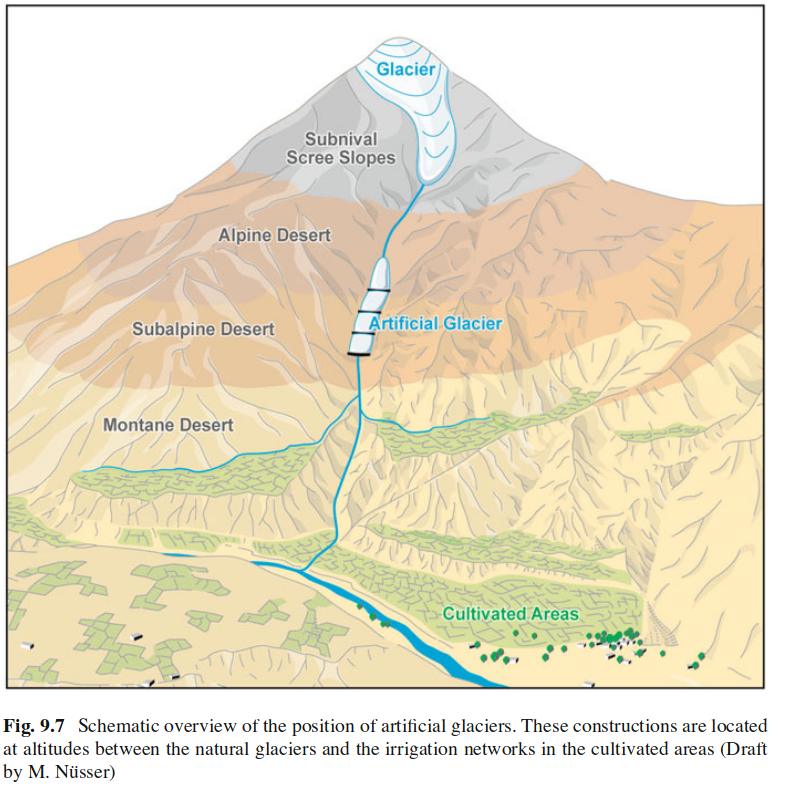 Glacier
Subnival
Scree Slopes
Alpine Desert
Subalpine Desert
Artificial Glacier
Montane Desert
Cultivated Areas
Fig. 9.7 Schematic overview of the position of artificial glaciers. These constructions are located
at altitudes between the natural glaciers and the irrigation networks in the cultivated areas (Draft
by M. Nüsser)